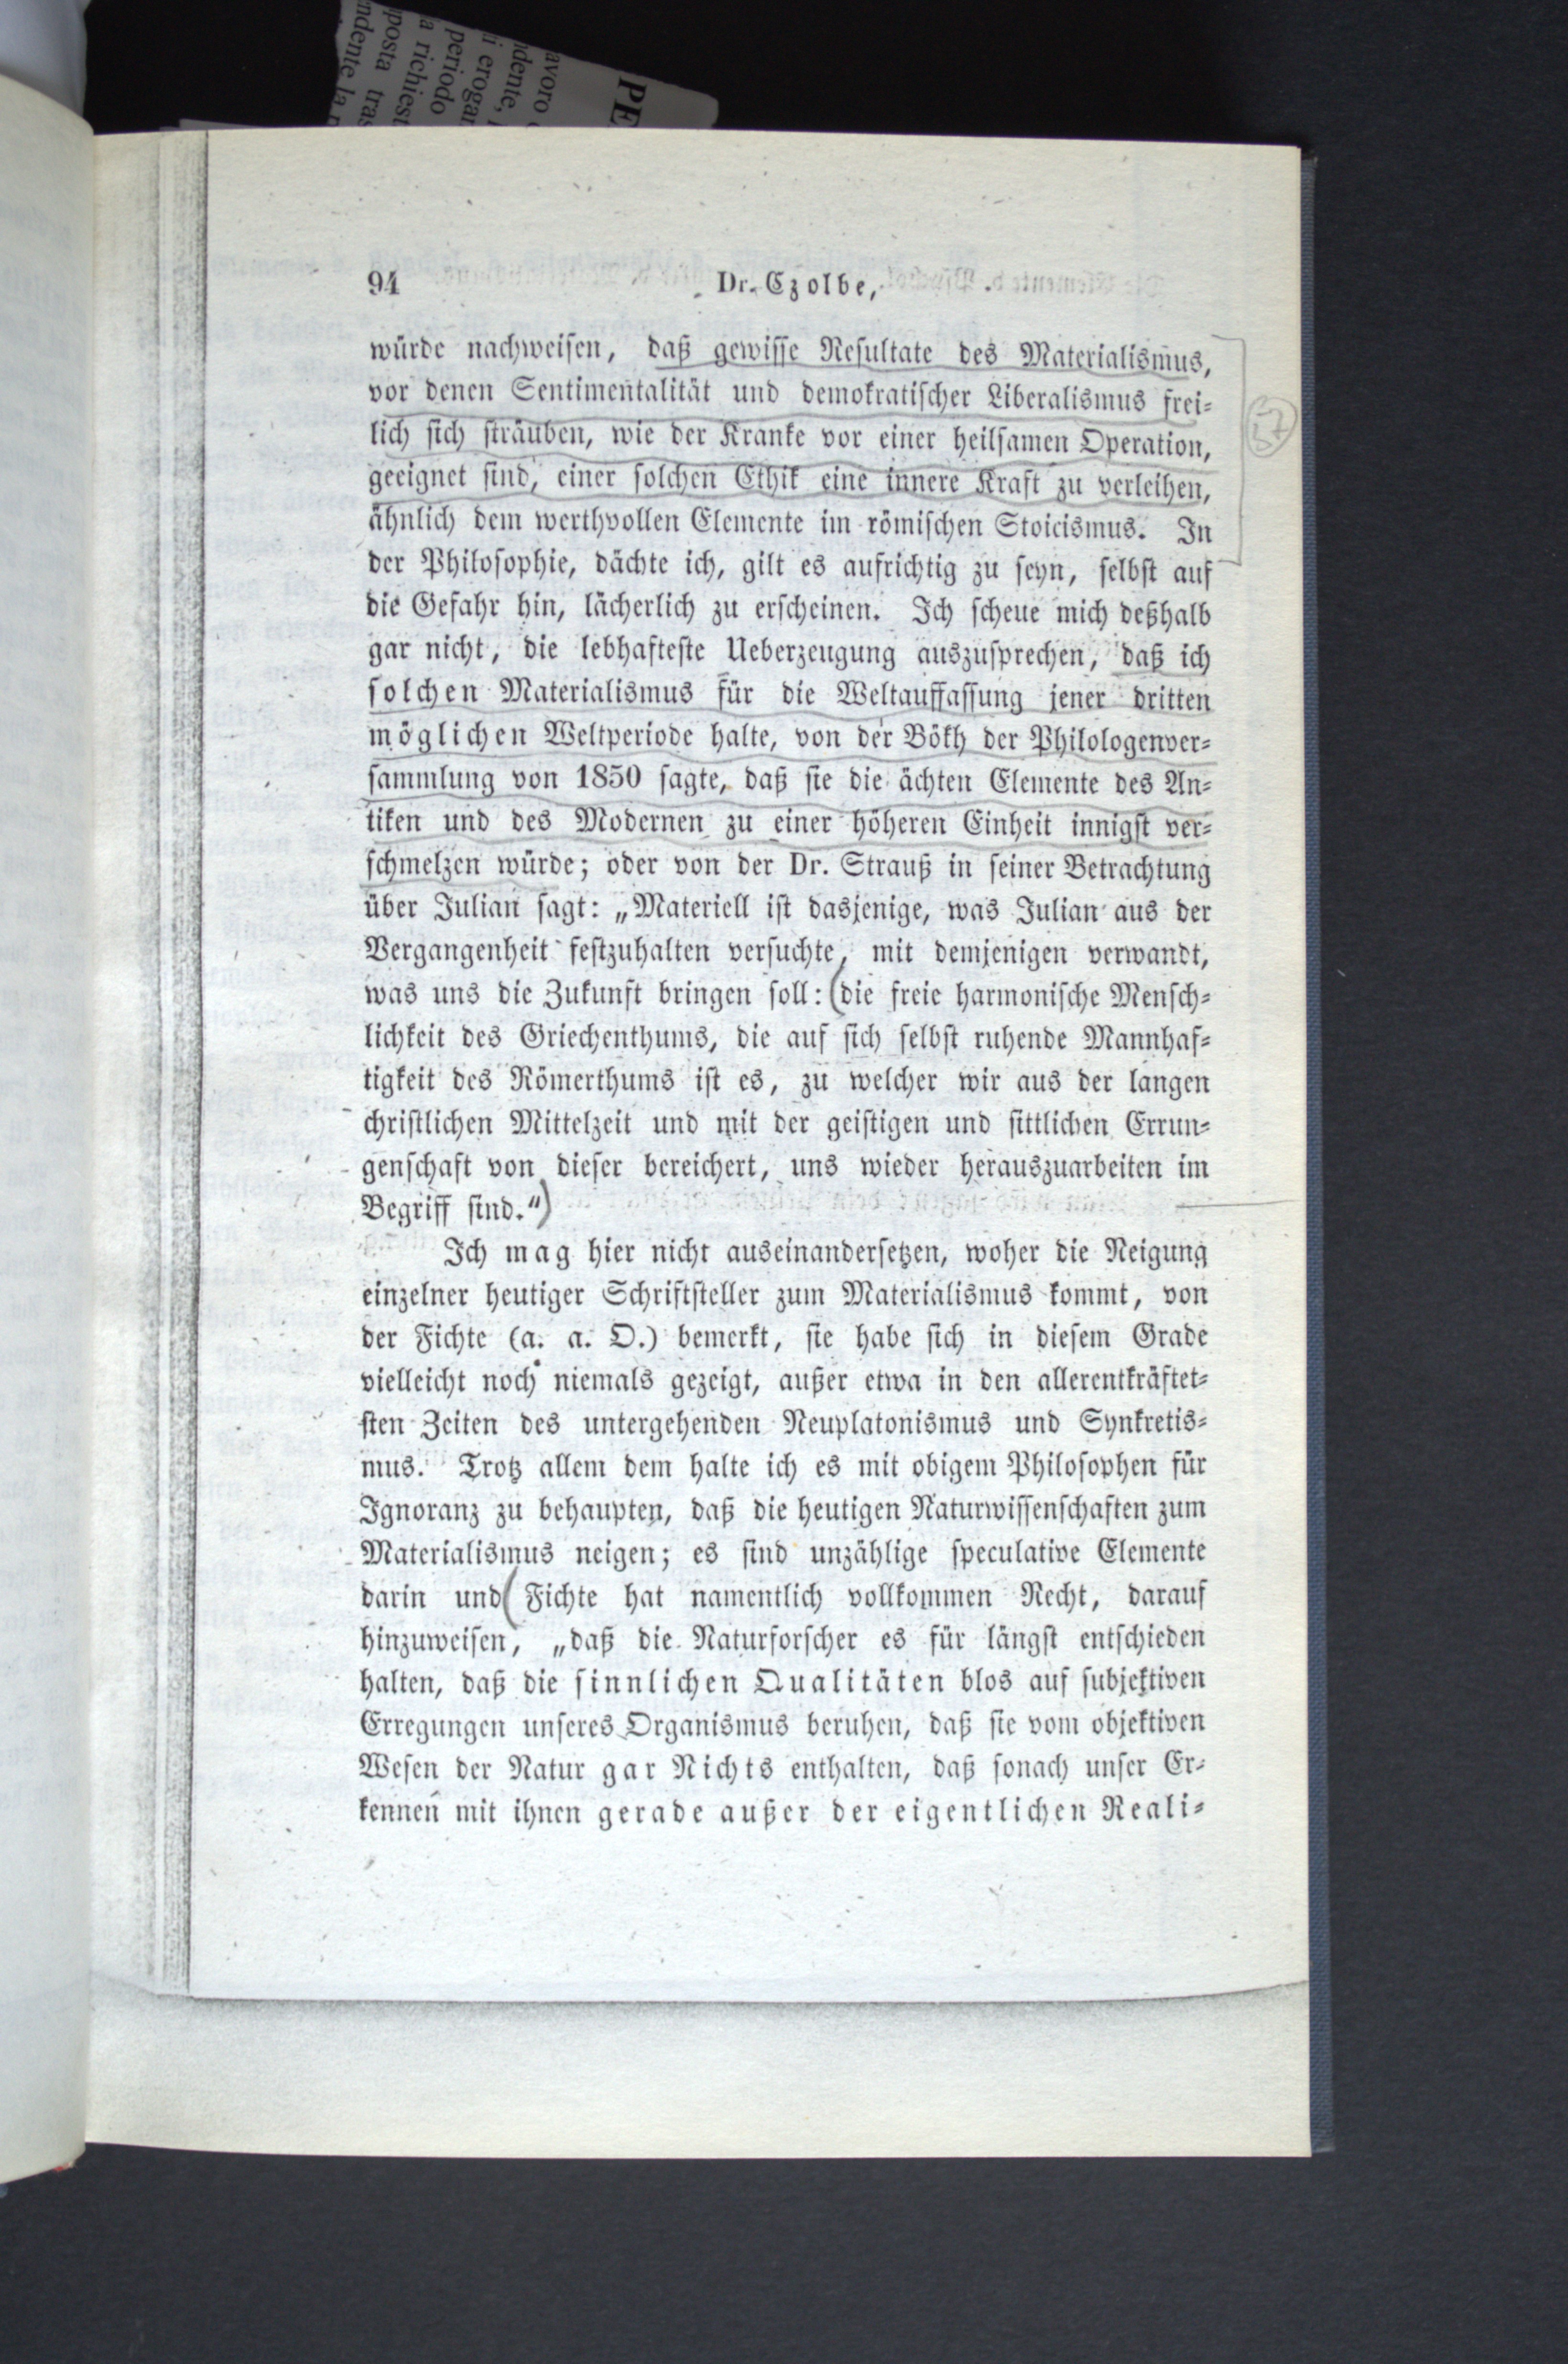 PE
avoro
ndente,
i erogar
periodo
a richiest
posta tras
ndente la
94 Dr. Czolbe,
würde nachweisen, daß gewisse Resultate des Materialismus,
vor denen Sentimentalität und demokratischer Liberalismus frei-
lich sich sträuben, wie der Kranke vor einer heilsamen Operation,
geeignet sind, einer solchen Ethik eine innere Kraft zu verleihen,
ähnlich dem werthvollen Elemente im römischen Stoicismus. In
der Philosophie, dächte ich, gilt es aufrichtig zu seyn, selbst auf
die Gefahr hin, lächerlich zu erscheinen. Ich scheue mich deßhalb
gar nicht, die lebhafteste Ueberzeugung auszusprechen, daß ich
solchen Materialismus für die Weltauffassung jener dritten
möglichen Weltperiode halte, von der Bökh der Philologenver-
sammlung von 1850 sagte, daß sie die ächten Elemente des An-
tiken und des Modernen zu einer höheren Einheit innigst ver-
schmelzen würde; oder von der Dr. Strauß in seiner Betrachtung
über Julian sagt: „Materiell ist dasjenige, was Julian aus der
Vergangenheit festzuhalten versuchte, mit demjenigen verwandt,
was uns die Zukunft bringen soll: (die freie harmonische Mensch-
lichkeit des Griechenthums, die auf sich selbst ruhende Mannhaf-
tigkeit des Römerthums ist es, zu welcher wir aus der langen
christlichen Mittelzeit und mit der geistigen und sittlichen Errun-
genschaft von dieser bereichert, uns wieder herauszuarbeiten im
Begriff sind.“)
Ich mag hier nicht auseinandersetzen, woher die Neigung
einzelner heutiger Schriftsteller zum Materialismus kommt, von
der Fichte (a. a. O.) bemerkt, sie habe sich in diesem Grade
vielleicht noch niemals gezeigt, außer etwa in den allerentkräftet-
sten Zeiten des untergehenden Neuplatonismus und Synkretis-
mus. Trotz allem dem halte ich es mit obigem Philosophen für
Ignoranz zu behaupten, daß die heutigen Naturwissenschaften zum
Materialismus neigen; es sind unzählige speculative Elemente
darin und (Fichte hat namentlich vollkommen Recht, darauf
hinzuweisen, „daß die Naturforscher es für längst entschieden
halten, daß die sinnlichen Qualitäten blos auf subjektiven
Erregungen unseres Organismus beruhen, daß sie vom objektiven
Wesen der Natur gar Nichts enthalten, daß sonach unser Er-
kennen mit ihnen gerade außer der eigentlichen Reali-